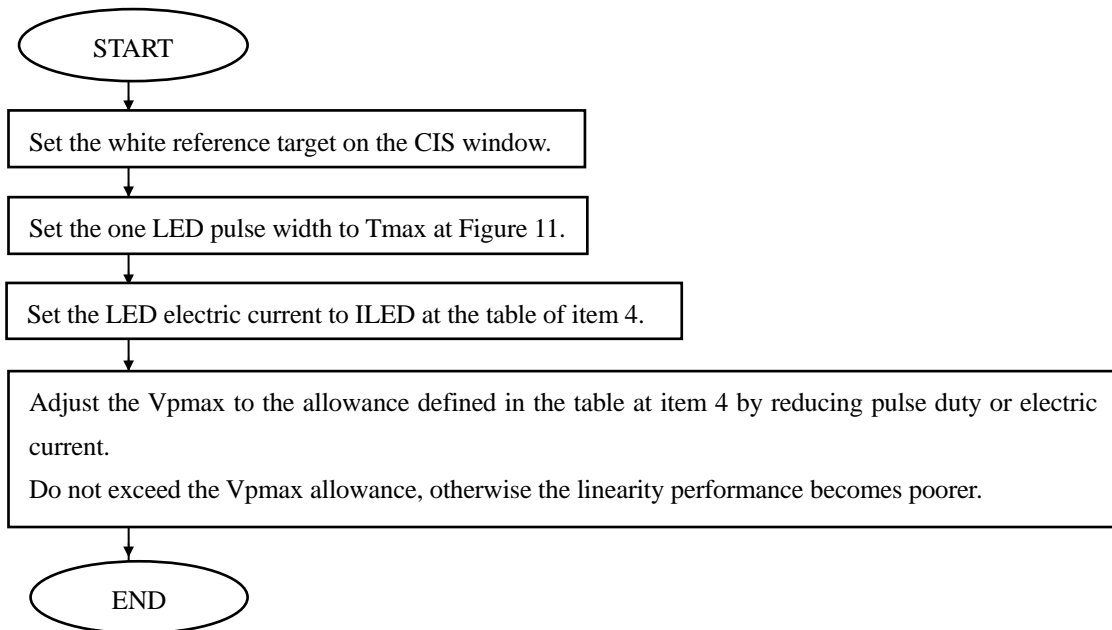 START
Set the white reference target on the CIS window.
Set the one LED pulse width to Tmax at Figure 11.
Set the LED electric current to ILED at the table of item 4.
Adjust the Vpmax to the allowance defined in the table at item 4 by reducing pulse duty or electric
current.
Do not exceed the Vpmax allowance, otherwise the linearity performance becomes poorer.
END